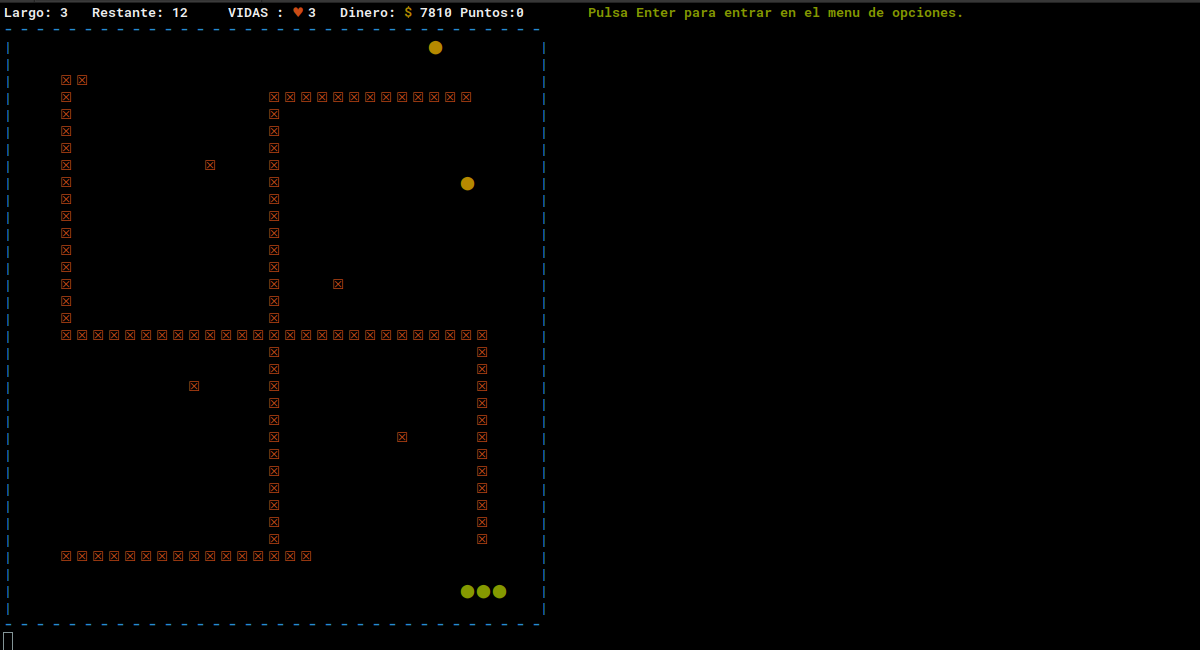 Largo: 3 Restante: 12 VIDAS : ♥ 3 Dinero: $ 7810 Puntos:0 Pulsa Enter para entrar en el menu de opciones.